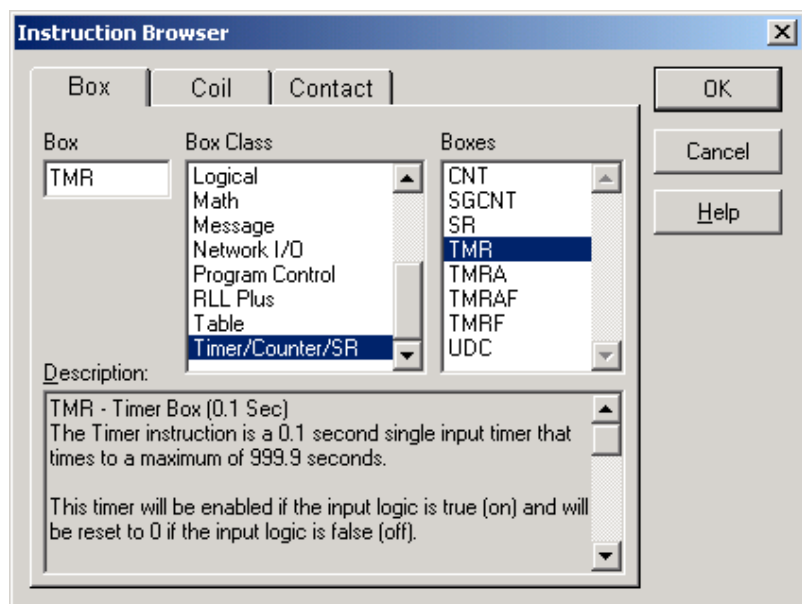 Instruction Browser
Box
Coil
Contact
OK
Cancel
Help
Box
TMR
Box Class
Logical
Math
Message
Network I/O
Program Control
RLL Plus
Table
Timer/Counter/SR
Boxes
CNT
SGCNT
SR
TMR
TMRA
TMRAF
TMRF
UDC
Description:
TMR - Timer Box (0.1 Sec)
The Timer instruction is a 0.1 second single input timer that
times to a maximum of 999.9 seconds.
This timer will be enabled if the input logic is true (on) and will
be reset to 0 if the input logic is false (off).